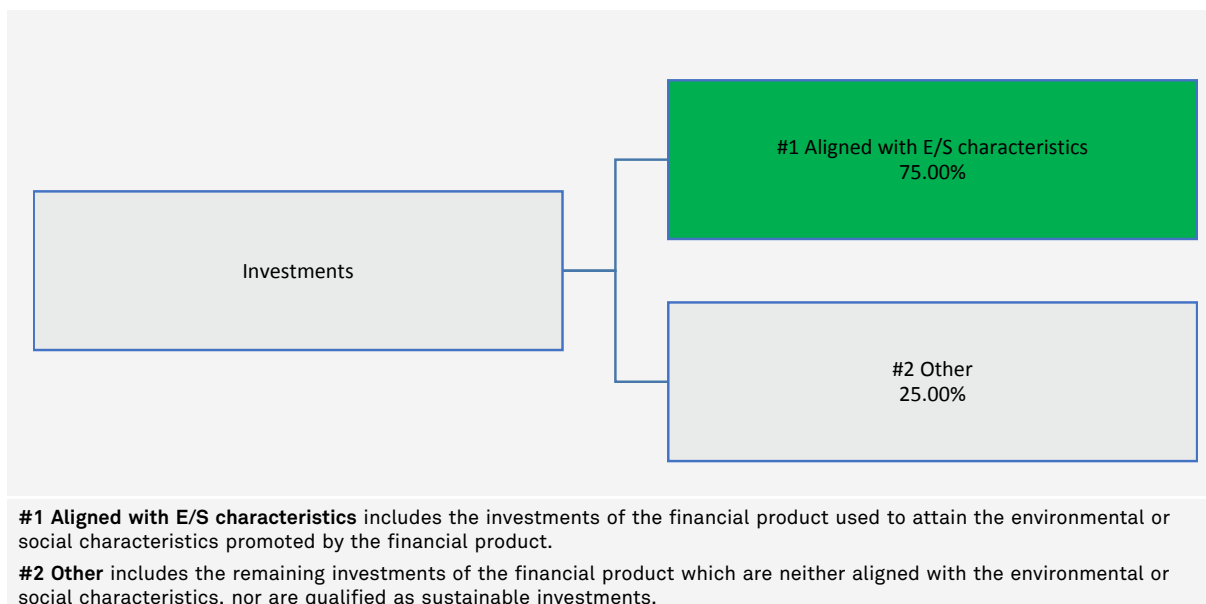 #1 Aligned with E/S characteristics
75.00%
Investments
#2 Other
25.00%
#1 Aligned with E/S characteristics includes the investments of the financial product used to attain the environmental or
social characteristics promoted by the financial product.
#2 Other includes the remaining investments of the financial product which are neither aligned with the environmental or
social characteristics, nor are qualified as sustainable investments.